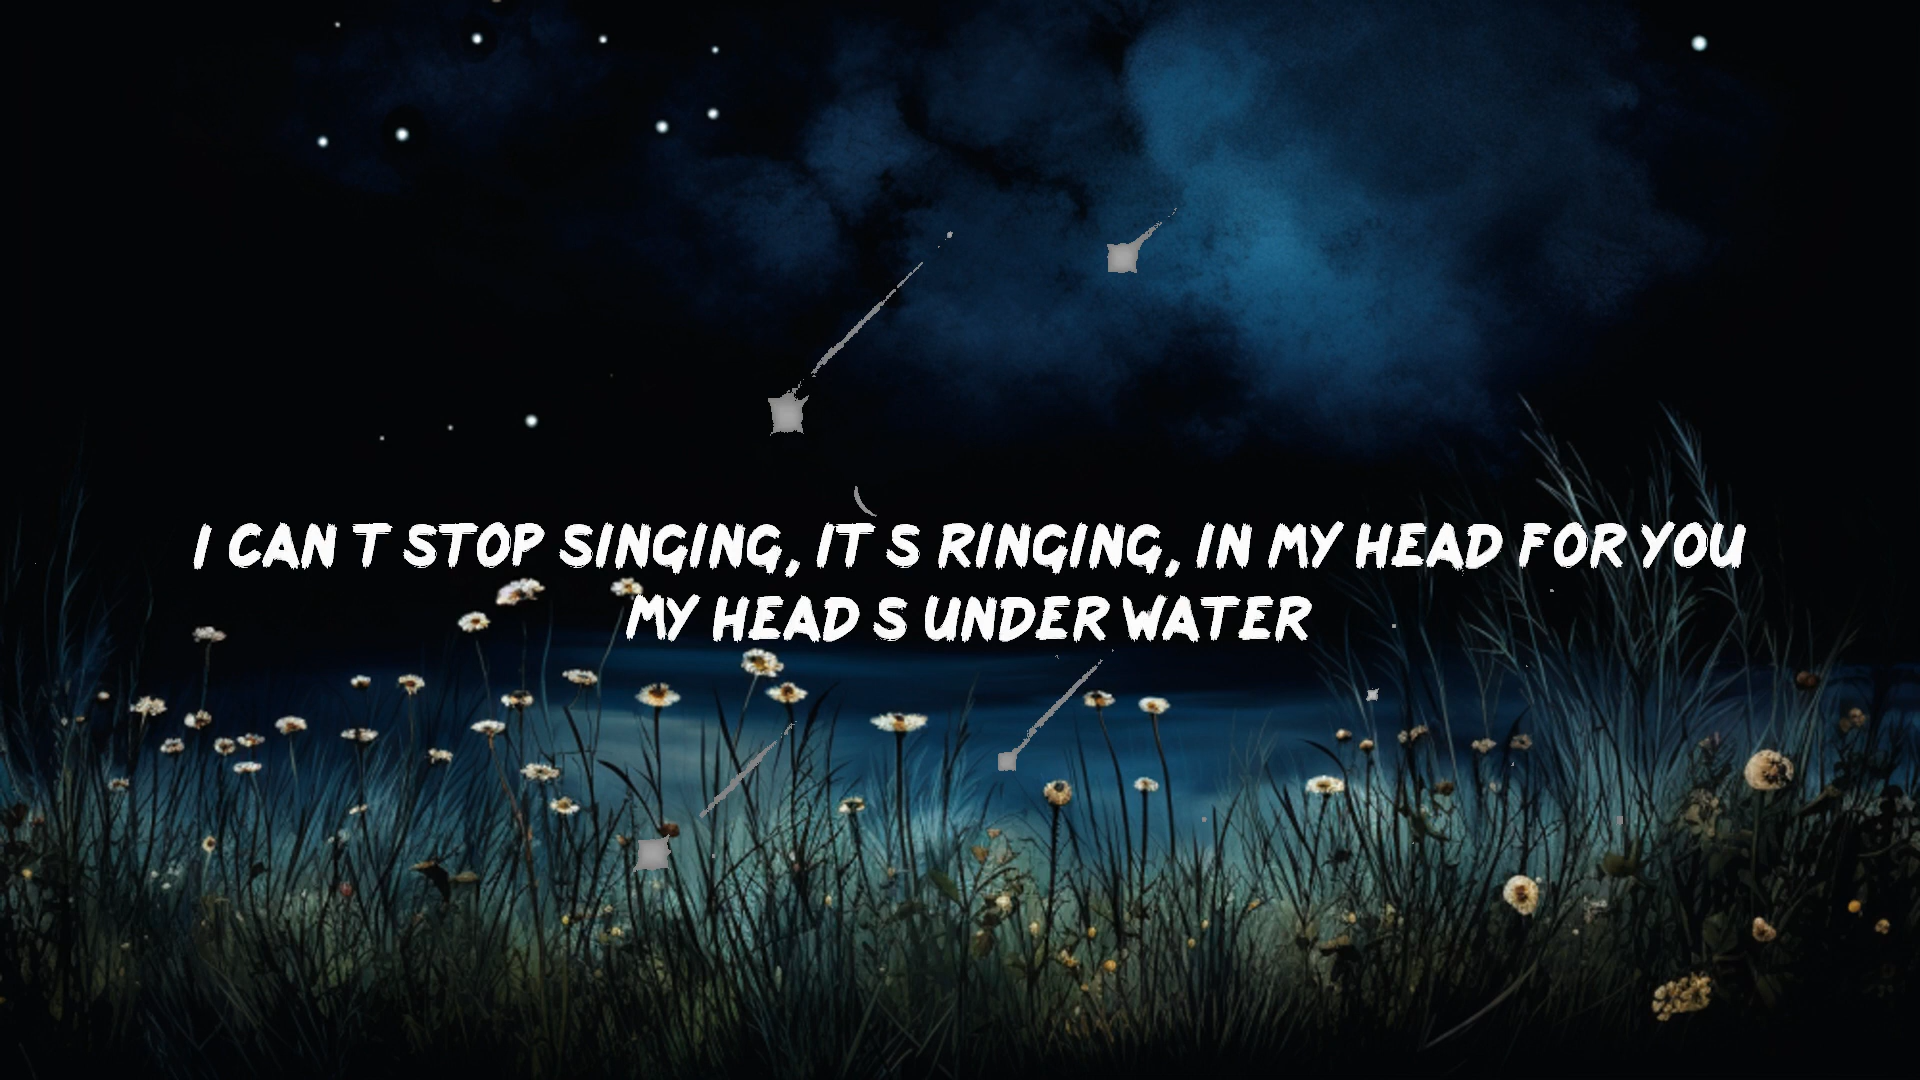 I CAN T STOP SINGING, IT S RINGING, IN MY HEAD FOR YOU
MY HEAD S UNDER WATER